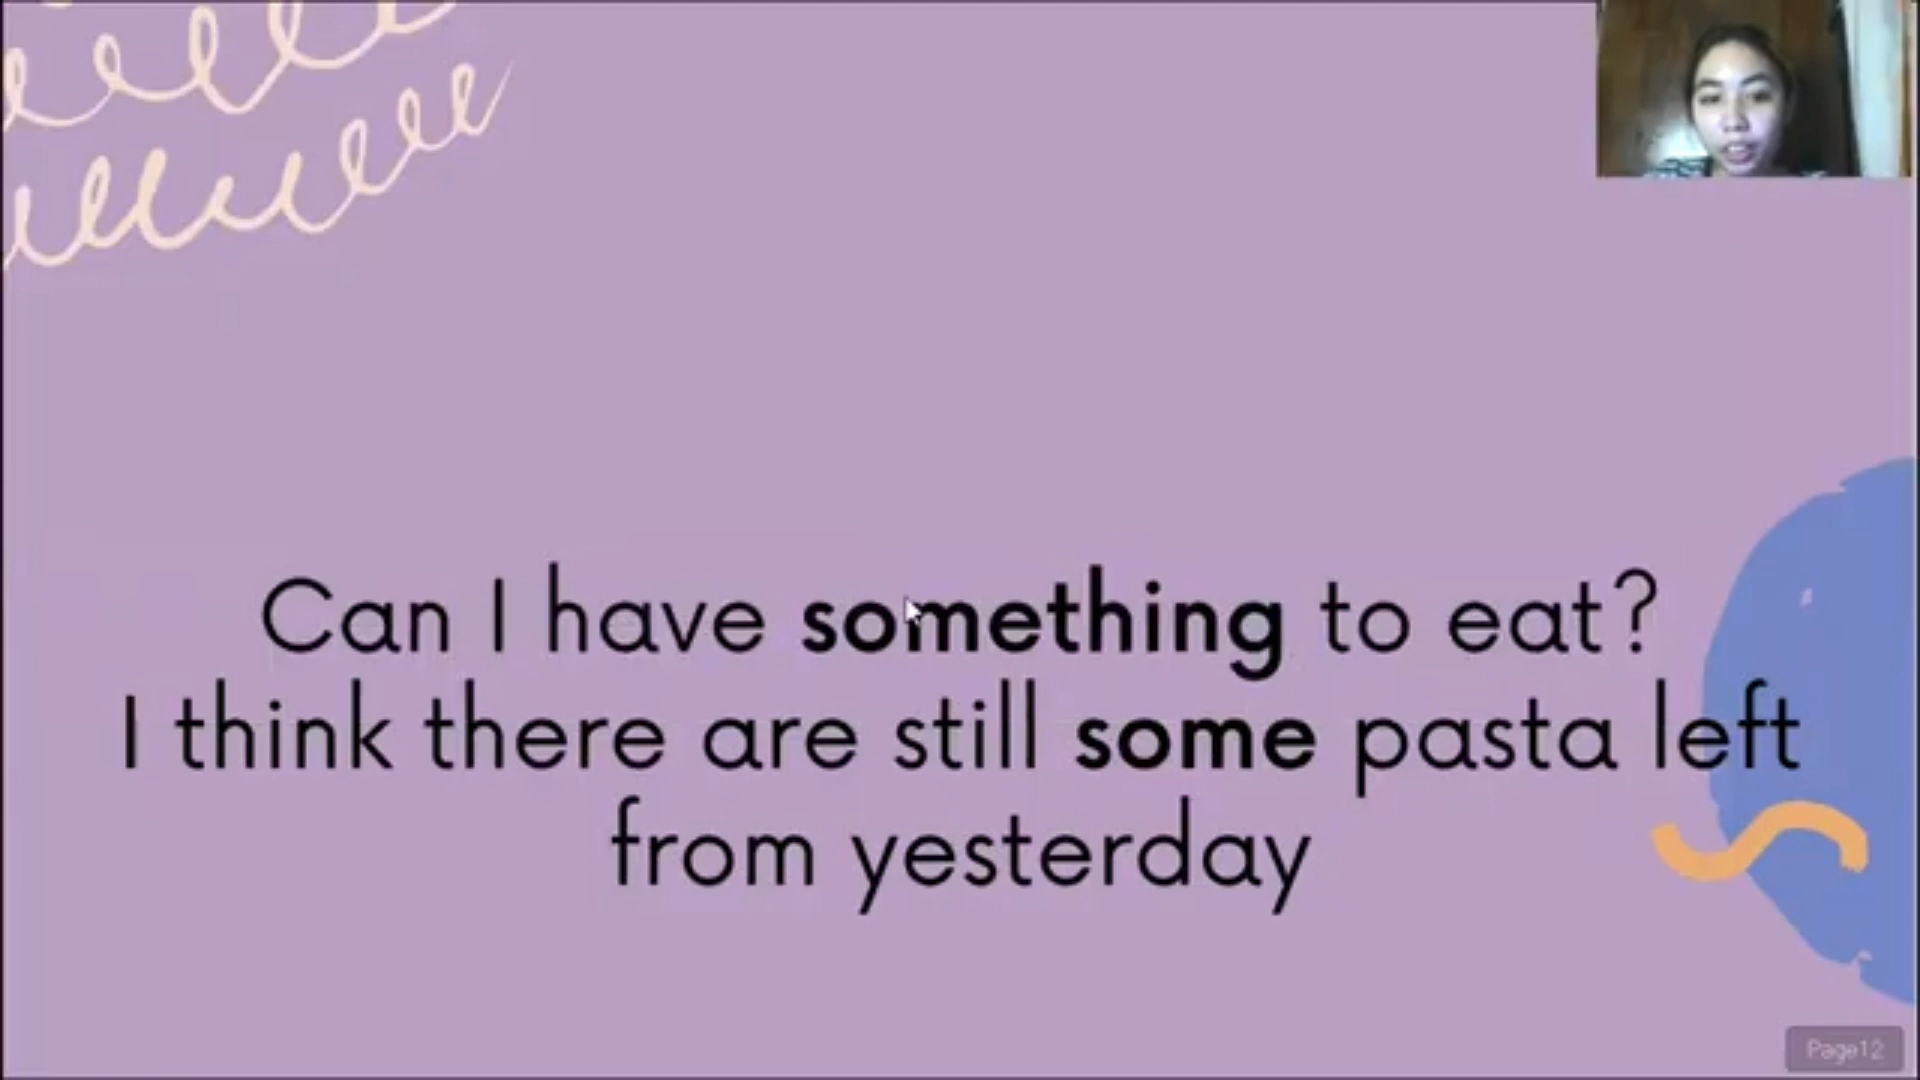 Can I have something to eat?
I think there are still some pasta left
from yesterday
Page12